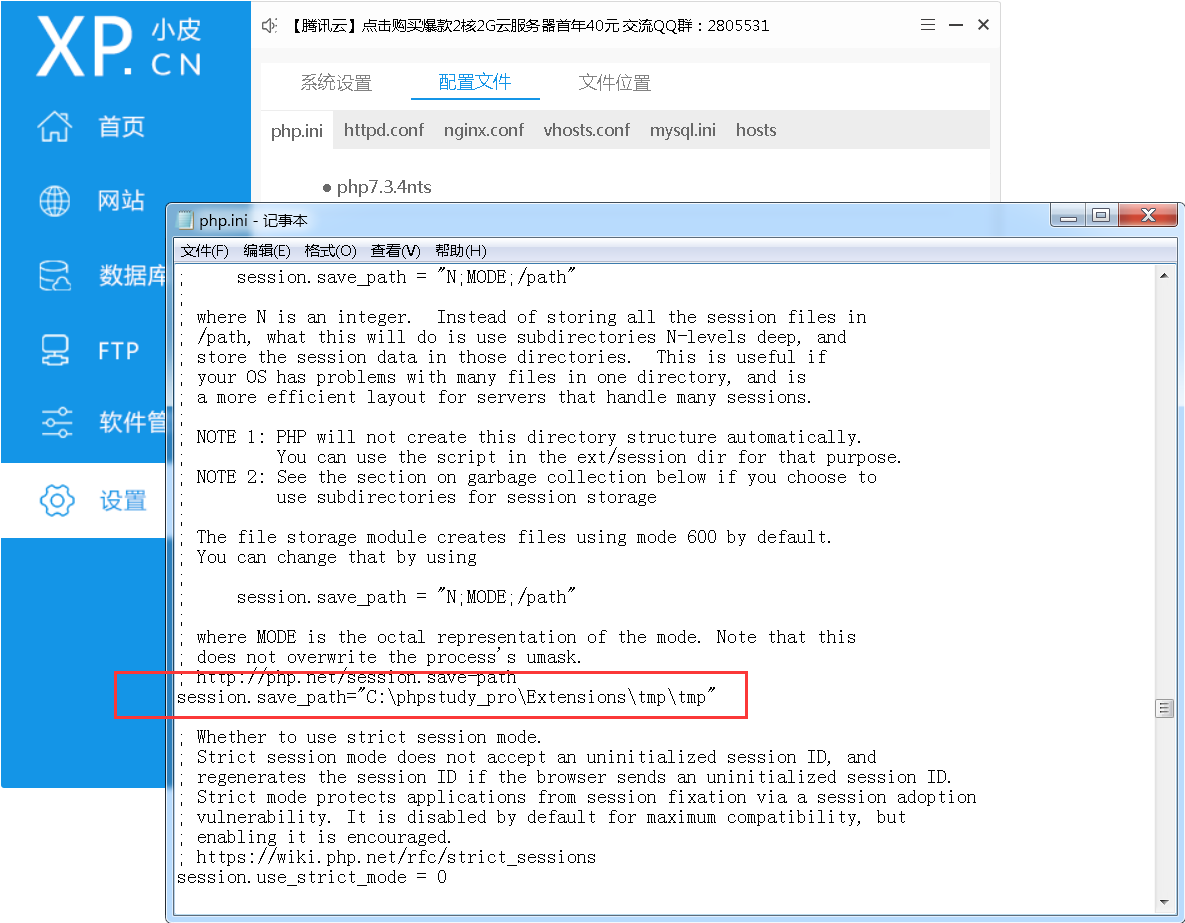 XP. 小皮
CN
【腾讯云】点击购买爆款2核2G云服务器首年40元 交流QQ群：2805531
首页
网站
数据库
FTP
软件管
设置
系统设置 配置文件 文件位置
php.ini httpd.conf nginx.conf vhosts.conf mysql.ini hosts
● php7.3.4nts
php.ini - 记事本
文件(F) 编辑(E) 格式(O) 查看(V) 帮助(H)
;     session.save_path = "N;MODE;/path"
;
; where N is an integer.  Instead of storing all the session files in
; /path, what this will do is use subdirectories N-levels deep, and
; store the session data in those directories.  This is useful if
; your OS has problems with many files in one directory, and is
; a more efficient layout for servers that handle many sessions.
;
; NOTE 1: PHP will not create this directory structure automatically.
;         You can use the script in the ext/session dir for that purpose.
; NOTE 2: See the section on garbage collection below if you choose to
;         use subdirectories for session storage
;
; The file storage module creates files using mode 600 by default.
; You can change that by using
;
;     session.save_path = "N;MODE;/path"
;
; where MODE is the octal representation of the mode. Note that this
; does not overwrite the process's umask.
; http://php.net/session.save-path
session.save_path="C:\phpstudy_pro\Extensions\tmp\tmp"
; Whether to use strict session mode.
; Strict session mode does not accept an uninitialized session ID, and
; regenerates the session ID if the browser sends an uninitialized session ID.
; Strict mode protects applications from session fixation via a session adoption
; vulnerability. It is disabled by default for maximum compatibility, but
; enabling it is encouraged.
; https://wiki.php.net/rfc/strict_sessions
session.use_strict_mode = 0